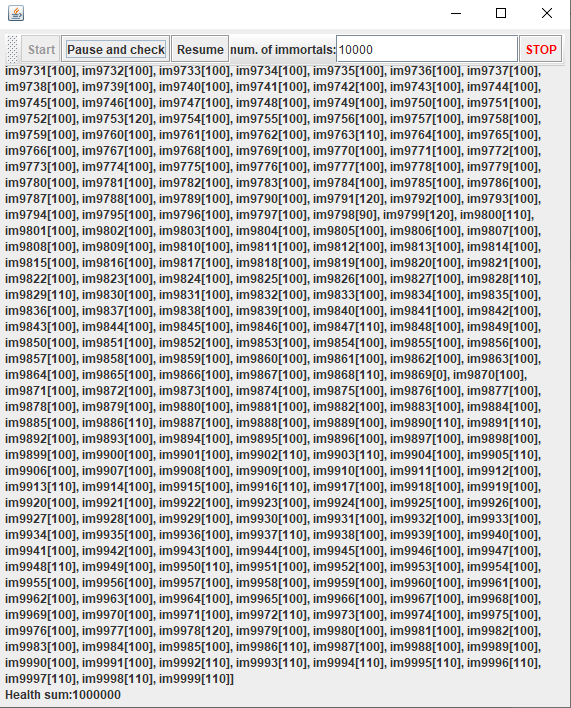 Start Pause and check Resume num. of immortals: 10000 STOP
im9731[100], im9732[100], im9733[100], im9734[100], im9735[100], im9736[100], im9737[100],
im9738[100], im9739[100], im9740[100], im9741[100], im9742[100], im9743[100], im9744[100],
im9745[100], im9746[100], im9747[100], im9748[100], im9749[100], im9750[100], im9751[100],
im9752[100], im9753[120], im9754[100], im9755[100], im9756[100], im9757[100], im9758[100],
im9759[100], im9760[100], im9761[100], im9762[100], im9763[110], im9764[100], im9765[100],
im9766[100], im9767[100], im9768[100], im9769[100], im9770[100], im9771[100], im9772[100],
im9773[100], im9774[100], im9775[100], im9776[100], im9777[100], im9778[100], im9779[100],
im9780[100], im9781[100], im9782[100], im9783[100], im9784[100], im9785[100], im9786[100],
im9787[100], im9788[100], im9789[100], im9790[100], im9791[120], im9792[100], im9793[100],
im9794[100], im9795[100], im9796[100], im9797[100], im9798[90], im9799[120], im9800[110],
im9801[100], im9802[100], im9803[100], im9804[100], im9805[100], im9806[100], im9807[100],
im9808[100], im9809[100], im9810[100], im9811[100], im9812[100], im9813[100], im9814[100],
im9815[100], im9816[100], im9817[100], im9818[100], im9819[100], im9820[100], im9821[100],
im9822[100], im9823[100], im9824[100], im9825[100], im9826[100], im9827[100], im9828[110],
im9829[110], im9830[100], im9831[100], im9832[100], im9833[100], im9834[100], im9835[100],
im9836[100], im9837[100], im9838[100], im9839[100], im9840[100], im9841[100], im9842[100],
im9843[100], im9844[100], im9845[100], im9846[100], im9847[110], im9848[100], im9849[100],
im9850[100], im9851[100], im9852[100], im9853[100], im9854[100], im9855[100], im9856[100],
im9857[100], im9858[100], im9859[100], im9860[100], im9861[100], im9862[100], im9863[100],
im9864[100], im9865[100], im9866[100], im9867[100], im9868[110], im9869[0], im9870[100],
im9871[100], im9872[100], im9873[100], im9874[100], im9875[100], im9876[100], im9877[100],
im9878[100], im9879[100], im9880[100], im9881[100], im9882[100], im9883[100], im9884[100],
im9885[100], im9886[110], im9887[100], im9888[100], im9889[100], im9890[110], im9891[110],
im9892[100], im9893[100], im9894[100], im9895[100], im9896[100], im9897[100], im9898[100],
im9899[100], im9900[100], im9901[100], im9902[110], im9903[110], im9904[100], im9905[110],
im9906[100], im9907[100], im9908[100], im9909[100], im9910[100], im9911[100], im9912[100],
im9913[110], im9914[100], im9915[100], im9916[110], im9917[100], im9918[100], im9919[100],
im9920[100], im9921[100], im9922[100], im9923[100], im9924[100], im9925[100], im9926[100],
im9927[100], im9928[100], im9929[100], im9930[100], im9931[100], im9932[100], im9933[100],
im9934[100], im9935[100], im9936[100], im9937[110], im9938[100], im9939[100], im9940[100],
im9941[100], im9942[100], im9943[100], im9944[100], im9945[100], im9946[100], im9947[100],
im9948[110], im9949[100], im9950[110], im9951[100], im9952[100], im9953[100], im9954[100],
im9955[100], im9956[100], im9957[100], im9958[100], im9959[100], im9960[100], im9961[100],
im9962[100], im9963[100], im9964[100], im9965[100], im9966[100], im9967[100], im9968[100],
im9969[100], im9970[100], im9971[100], im9972[110], im9973[100], im9974[100], im9975[100],
im9976[100], im9977[100], im9978[120], im9979[100], im9980[100], im9981[100], im9982[100],
im9983[100], im9984[100], im9985[100], im9986[110], im9987[100], im9988[100], im9989[100],
im9990[100], im9991[100], im9992[110], im9993[110], im9994[110], im9995[110], im9996[110],
im9997[110], im9998[110], im9999[110]]
Health sum:1000000